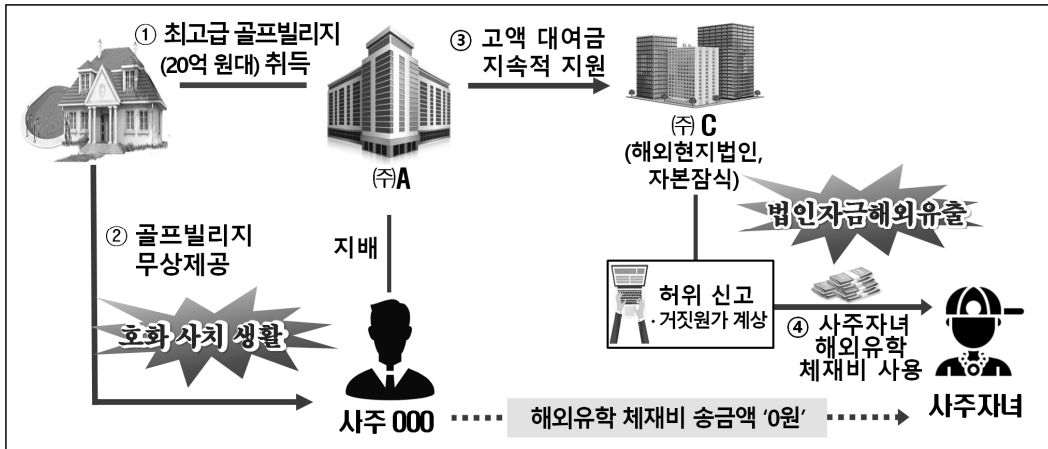 ① 최고급 골프빌리지
(20억 원대) 취득
③ 고액 대여금
지속적 지원
㈜A
㈜ C
(해외현지법인,
자본잠식)
법인자금해외유출
② 골프빌리지
무상제공
지배
호화 사치 생활
허위 신고
· 거짓원가 계상
④ 사주자녀
해외유학
체재비 사용
사주 000
해외유학 체재비 송금액 ‘0원’
사주자녀